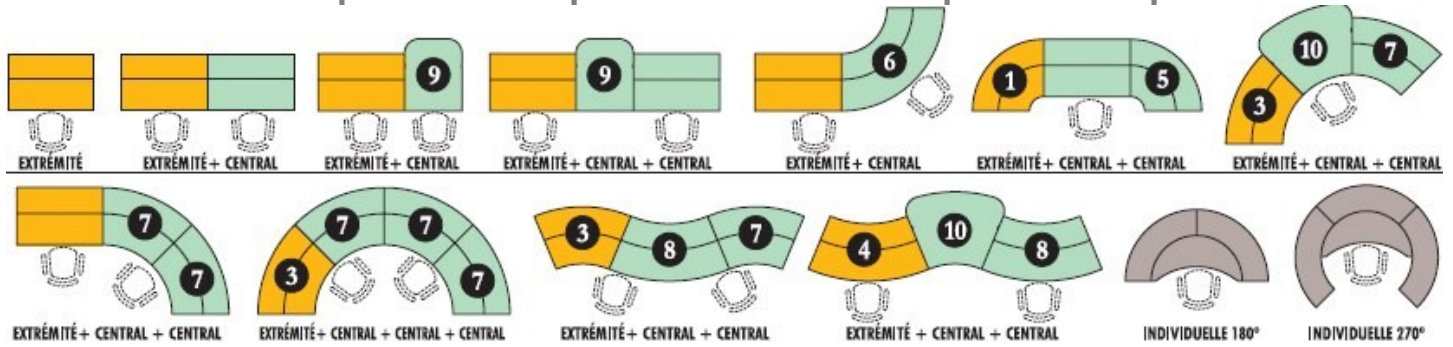 9
9
6
1
5
3
10
7
EXTRÉMITÉ
EXTRÉMITÉ + CENTRAL
EXTRÉMITÉ + CENTRAL
EXTRÉMITÉ + CENTRAL + CENTRAL
EXTRÉMITÉ + CENTRAL
EXTRÉMITÉ + CENTRAL + CENTRAL
EXTRÉMITÉ + CENTRAL + CENTRAL
7
7
3
7
7
7
3
8
7
4
10
8
EXTRÉMITÉ + CENTRAL + CENTRAL
EXTRÉMITÉ + CENTRAL + CENTRAL + CENTRAL
EXTRÉMITÉ + CENTRAL + CENTRAL
EXTRÉMITÉ + CENTRAL + CENTRAL
INDIVIDUELLE 180°
INDIVIDUELLE 270°